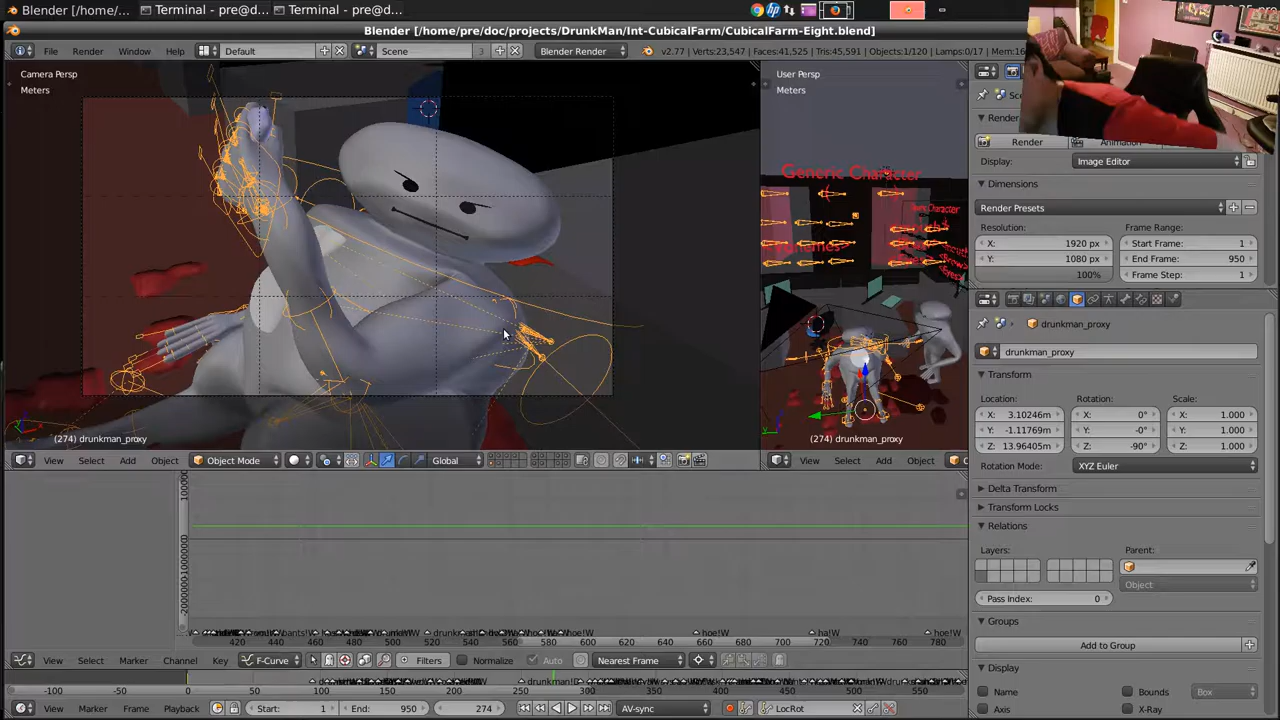 Blender [/home/... Terminal - pre@d... Terminal - pre@d...
Blender [/home/pre/doc/projects/DrunkMan/Int-CubicalFarm/CubicalFarm-Eight.blend]
File Render Window Help Default Scene 3 Blender Render v2.77 | Verts:23,547 | Faces:41,525 | Tris:45,591 | Objects:1/120 | Lamps:0/17 | Mem:16
Camera Persp
Meters
User Persp
Meters
Generic Character
(274) drunkman_proxy
(274) drunkman_proxy
View Select Add Object Object Mode Global
View Select Add Object
Render
Render
Display: Image Editor
Dimensions
Render Presets
Resolution: Frame Range:
X: 1920 px Start Frame: 1
Y: 1080 px End Frame: 950
100% Frame Step: 1
drunkman_proxy
drunkman_proxy
Transform
Location: Rotation: Scale:
X: 3.10246m X: 0° X: 1.000
Y: -1.11769m Y: -0° Y: 1.000
Z: 13.96405m Z: -90° Z: 1.000
Rotation Mode: XYZ Euler
Delta Transform
Transform Locks
Relations
Layers: Parent:
Object
Pass Index: 0
Groups
Add to Group
Display
Name Bounds Box
Axis X-Ray
420 440 460 480 500 520 540 560 580 600 620 640 660 680 700 720 740 760 780
hoe!W ha!W hoe!W
View Select Marker Channel Key F-Curve Filters Normalize Auto Nearest Frame
-100 -50 0 50 100 150 200 250 300 350 400 450 500 550
View Marker Frame Playback Start: 1 End: 950 274 AV-sync LocRot